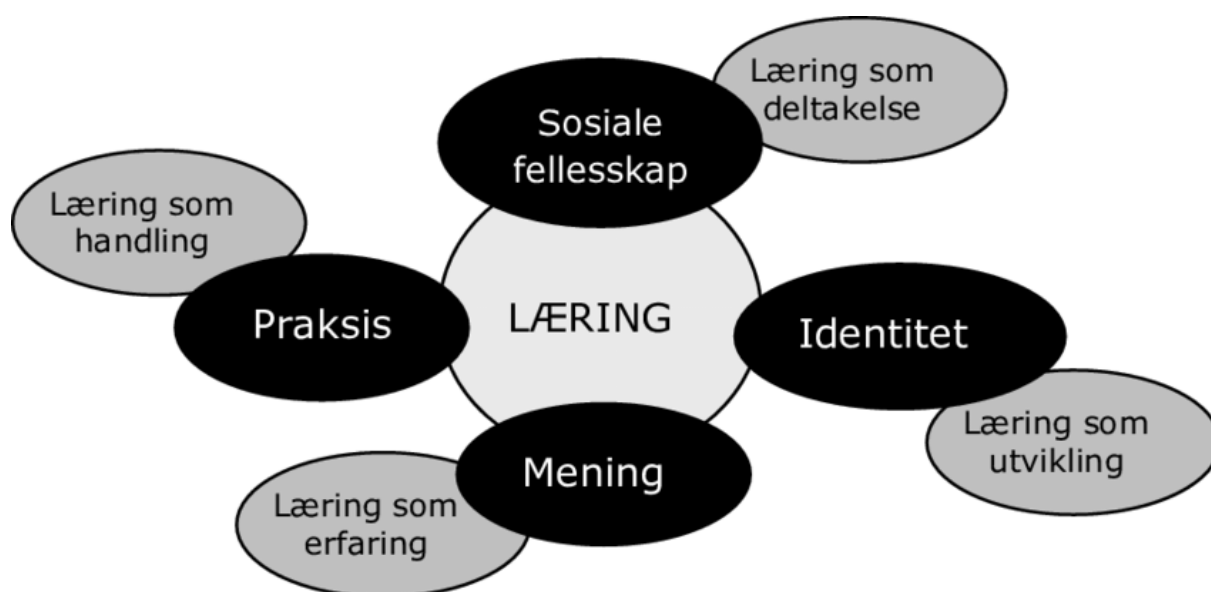 Læring som
deltakelse
Sosiale
fellesskap
Læring som
handling
Praksis
LÆRING
Identitet
Læring som
utvikling
Mening
Læring som
erfaring